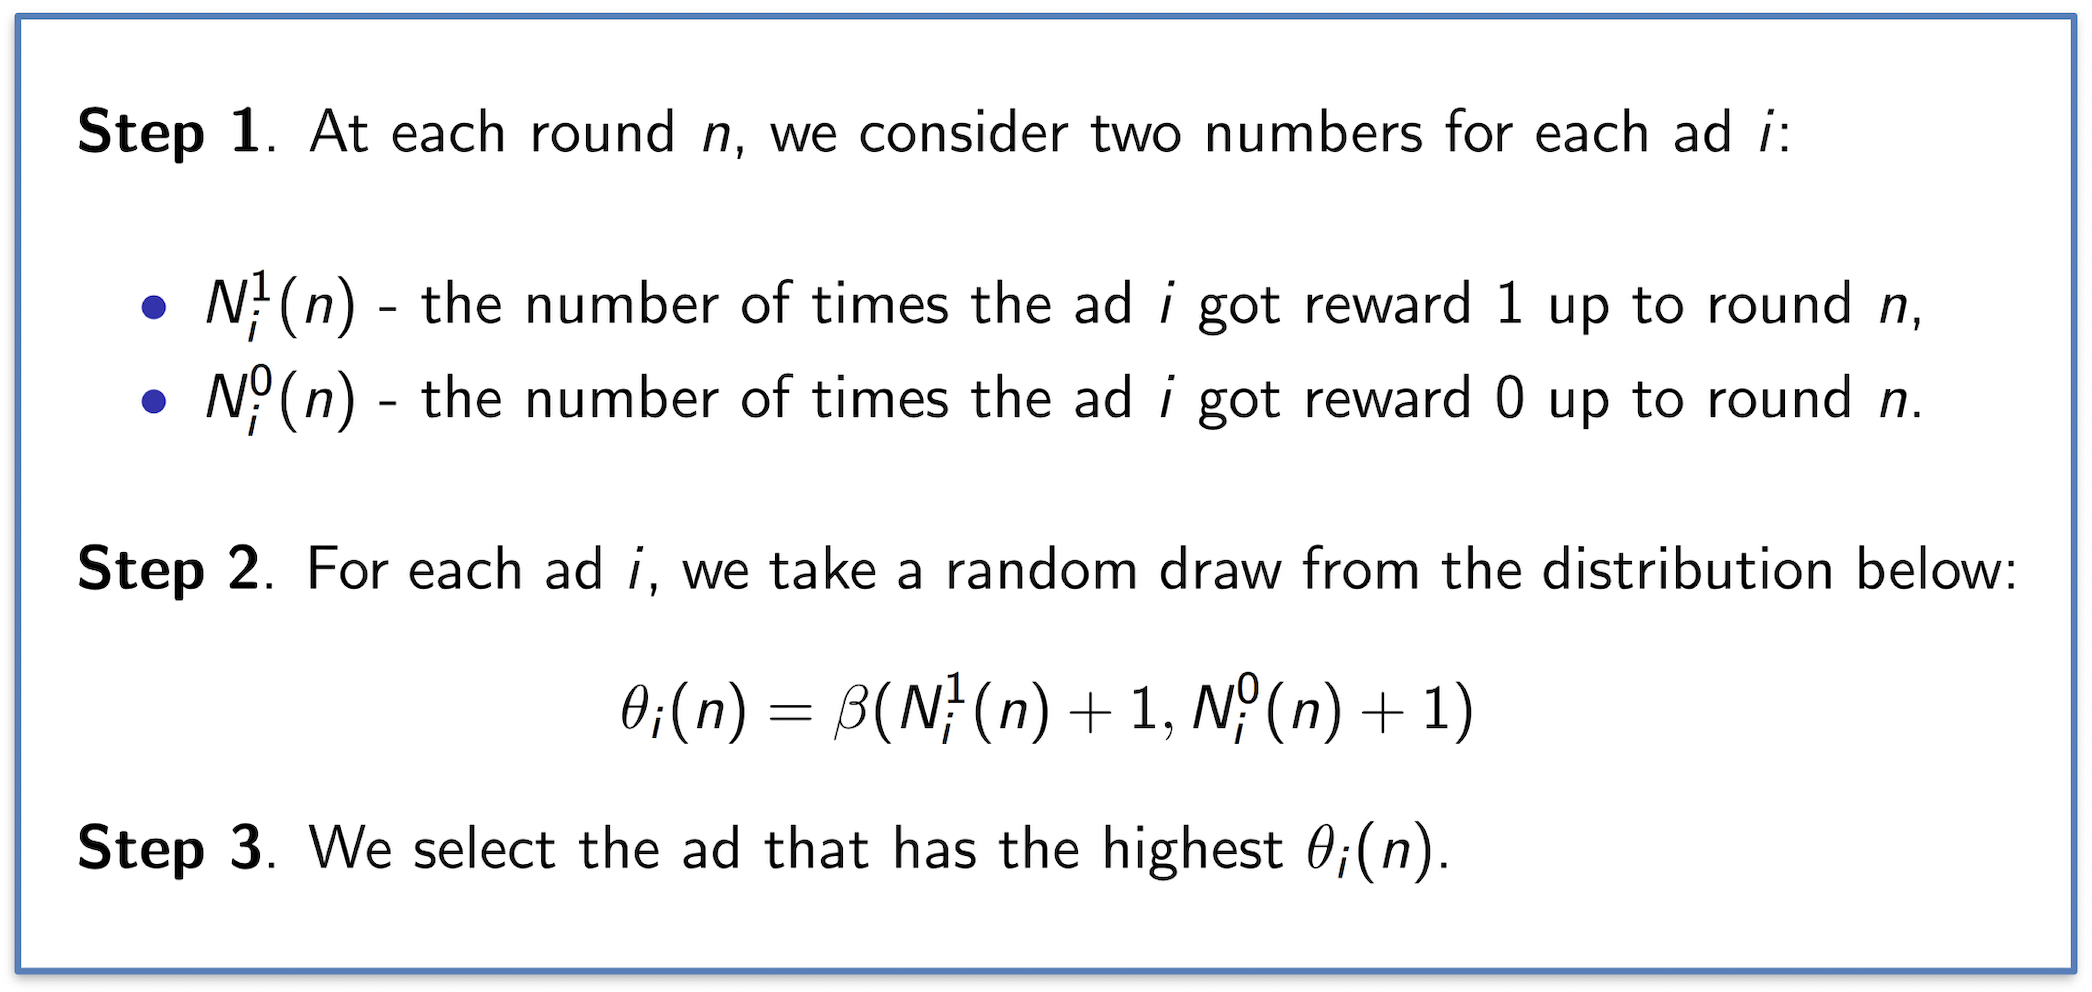 Step 1. At each round n, we consider two numbers for each ad i:
• N_i^1(n) - the number of times the ad i got reward 1 up to round n,
• N_i^0(n) - the number of times the ad i got reward 0 up to round n.
Step 2. For each ad i, we take a random draw from the distribution below:
θ_i(n) = β(N_i^1(n) + 1, N_i^0(n) + 1)
Step 3. We select the ad that has the highest θ_i(n).